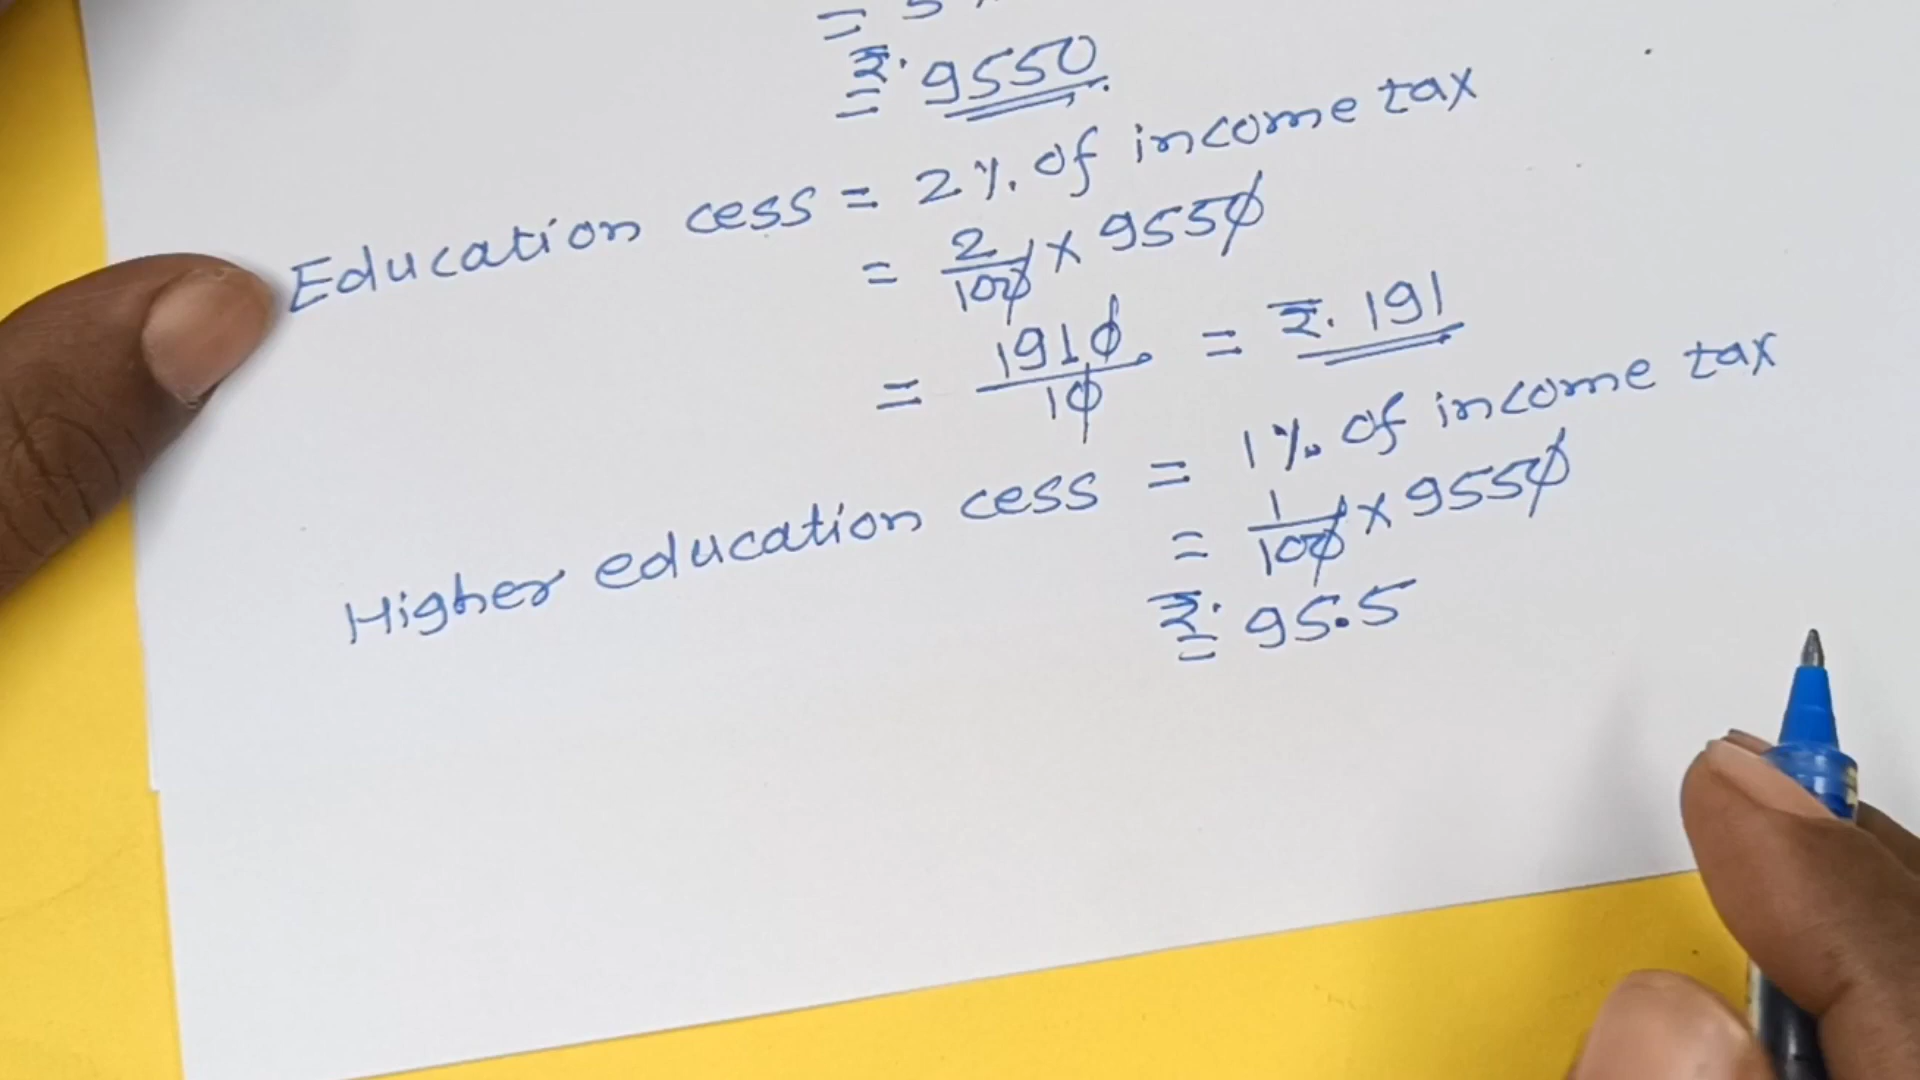 = 5
= ₹. 9550
Education cess = 2% of income tax
= 2/100 × 9550
= 1910/10 = ₹. 191
Higher education cess = 1% of income tax
= 1/100 × 9550
= ₹. 95.5